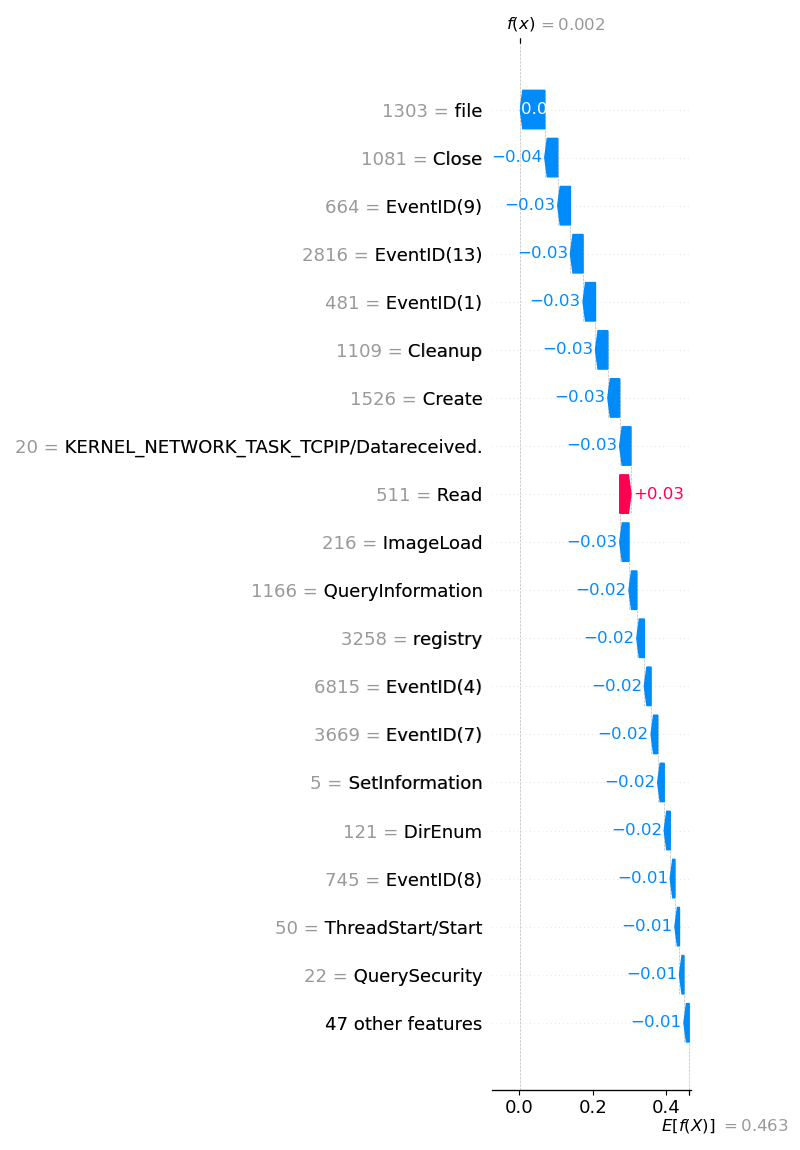 f(x) = 0.002
1303 = file
1081 = Close −0.04
664 = EventID(9) −0.03
2816 = EventID(13) −0.03
481 = EventID(1) −0.03
1109 = Cleanup −0.03
1526 = Create −0.03
20 = KERNEL_NETWORK_TASK_TCPIP/Datareceived. −0.03
511 = Read +0.03
216 = ImageLoad −0.03
1166 = QueryInformation −0.02
3258 = registry −0.02
6815 = EventID(4) −0.02
3669 = EventID(7) −0.02
5 = SetInformation −0.02
121 = DirEnum −0.02
745 = EventID(8) −0.01
50 = ThreadStart/Start −0.01
22 = QuerySecurity −0.01
47 other features −0.01
0.0 0.2 0.4
E[f(X)] = 0.463